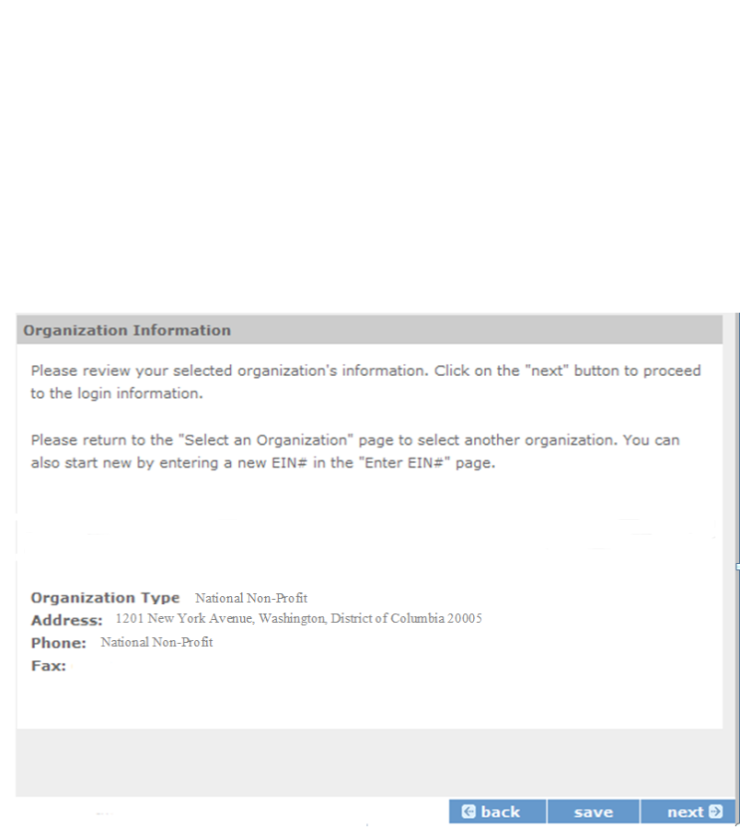 Organization Information
Please review your selected organization's information. Click on the "next" button to proceed
to the login information.
Please return to the "Select an Organization" page to select another organization. You can
also start new by entering a new EIN# in the "Enter EIN#" page.
Organization Type National Non-Profit
Address: 1201 New York Avenue, Washington, District of Columbia 20005
Phone: National Non-Profit
Fax:
back save next